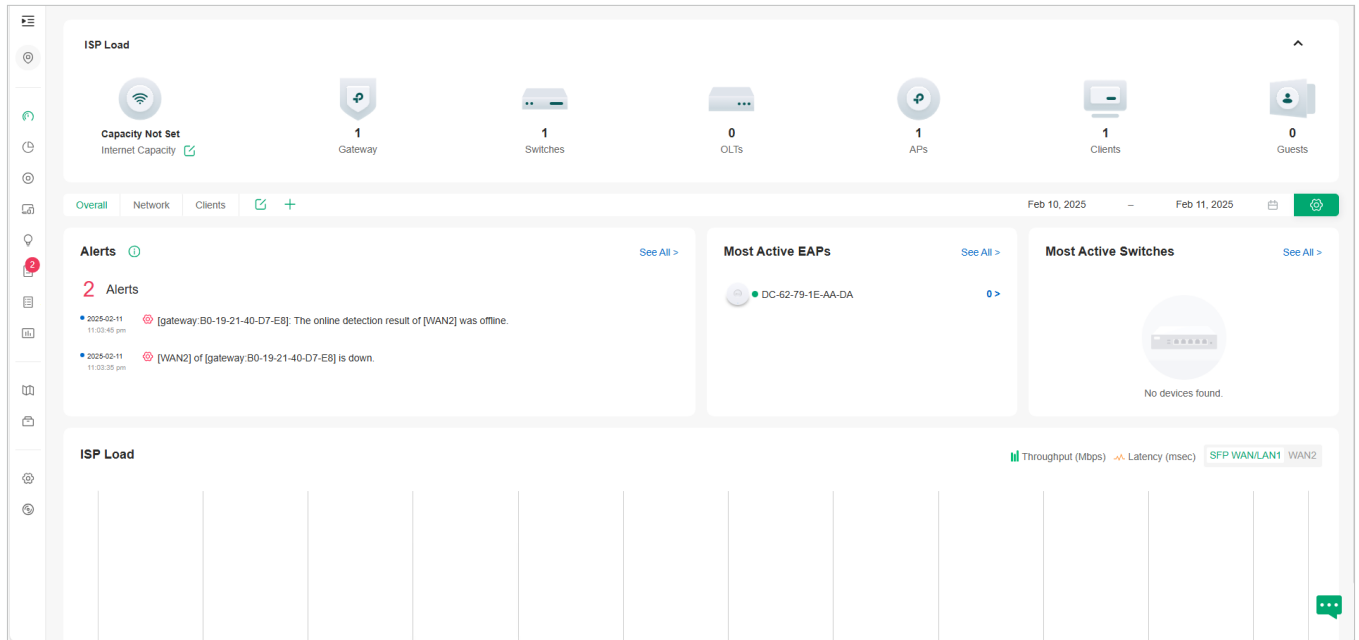 ISP Load
Capacity Not Set
Internet Capacity
1
Gateway
1
Switches
0
OLTs
1
APs
1
Clients
0
Guests
Overall Network Clients Feb 10, 2025 – Feb 11, 2025
2
Alerts See All >
2 Alerts
2025-02-11
11:03:45 pm
[gateway:B0-19-21-40-D7-E8]: The online detection result of [WAN2] was offline.
2025-02-11
11:03:35 pm
[WAN2] of [gateway:B0-19-21-40-D7-E8] is down.
Most Active EAPs See All >
DC-62-79-1E-AA-DA 0 >
Most Active Switches See All >
No devices found.
ISP Load Throughput (Mbps) Latency (msec) SFP WAN/LAN1 WAN2